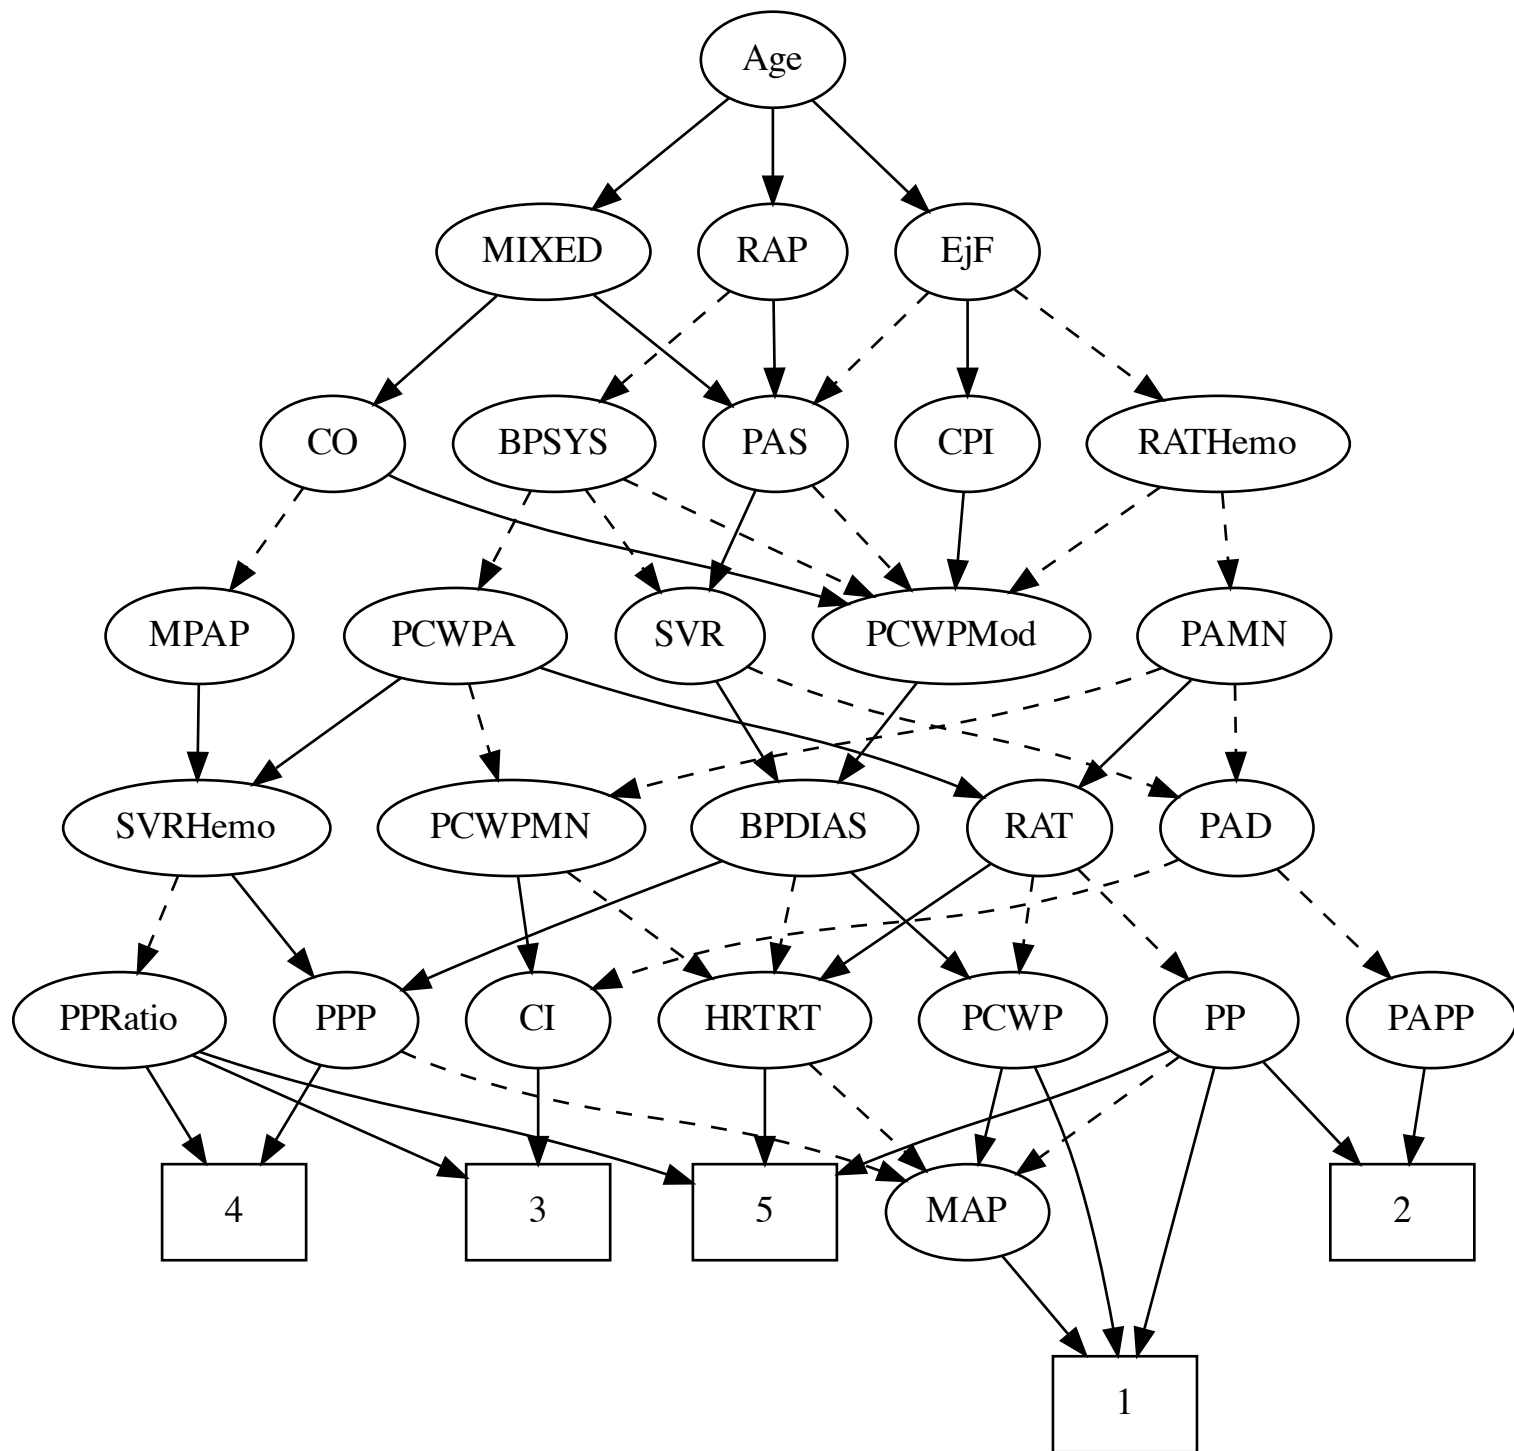 Age
MIXED
RAP
EjF
CO
BPSYS
PAS
CPI
RATHemo
MPAP
PCWPA
SVR
PCWPMod
PAMN
SVRHemo
PCWPMN
BPDIAS
RAT
PAD
PPRatio
PPP
CI
HRTRT
PCWP
PP
PAPP
4
3
5
MAP
2
1